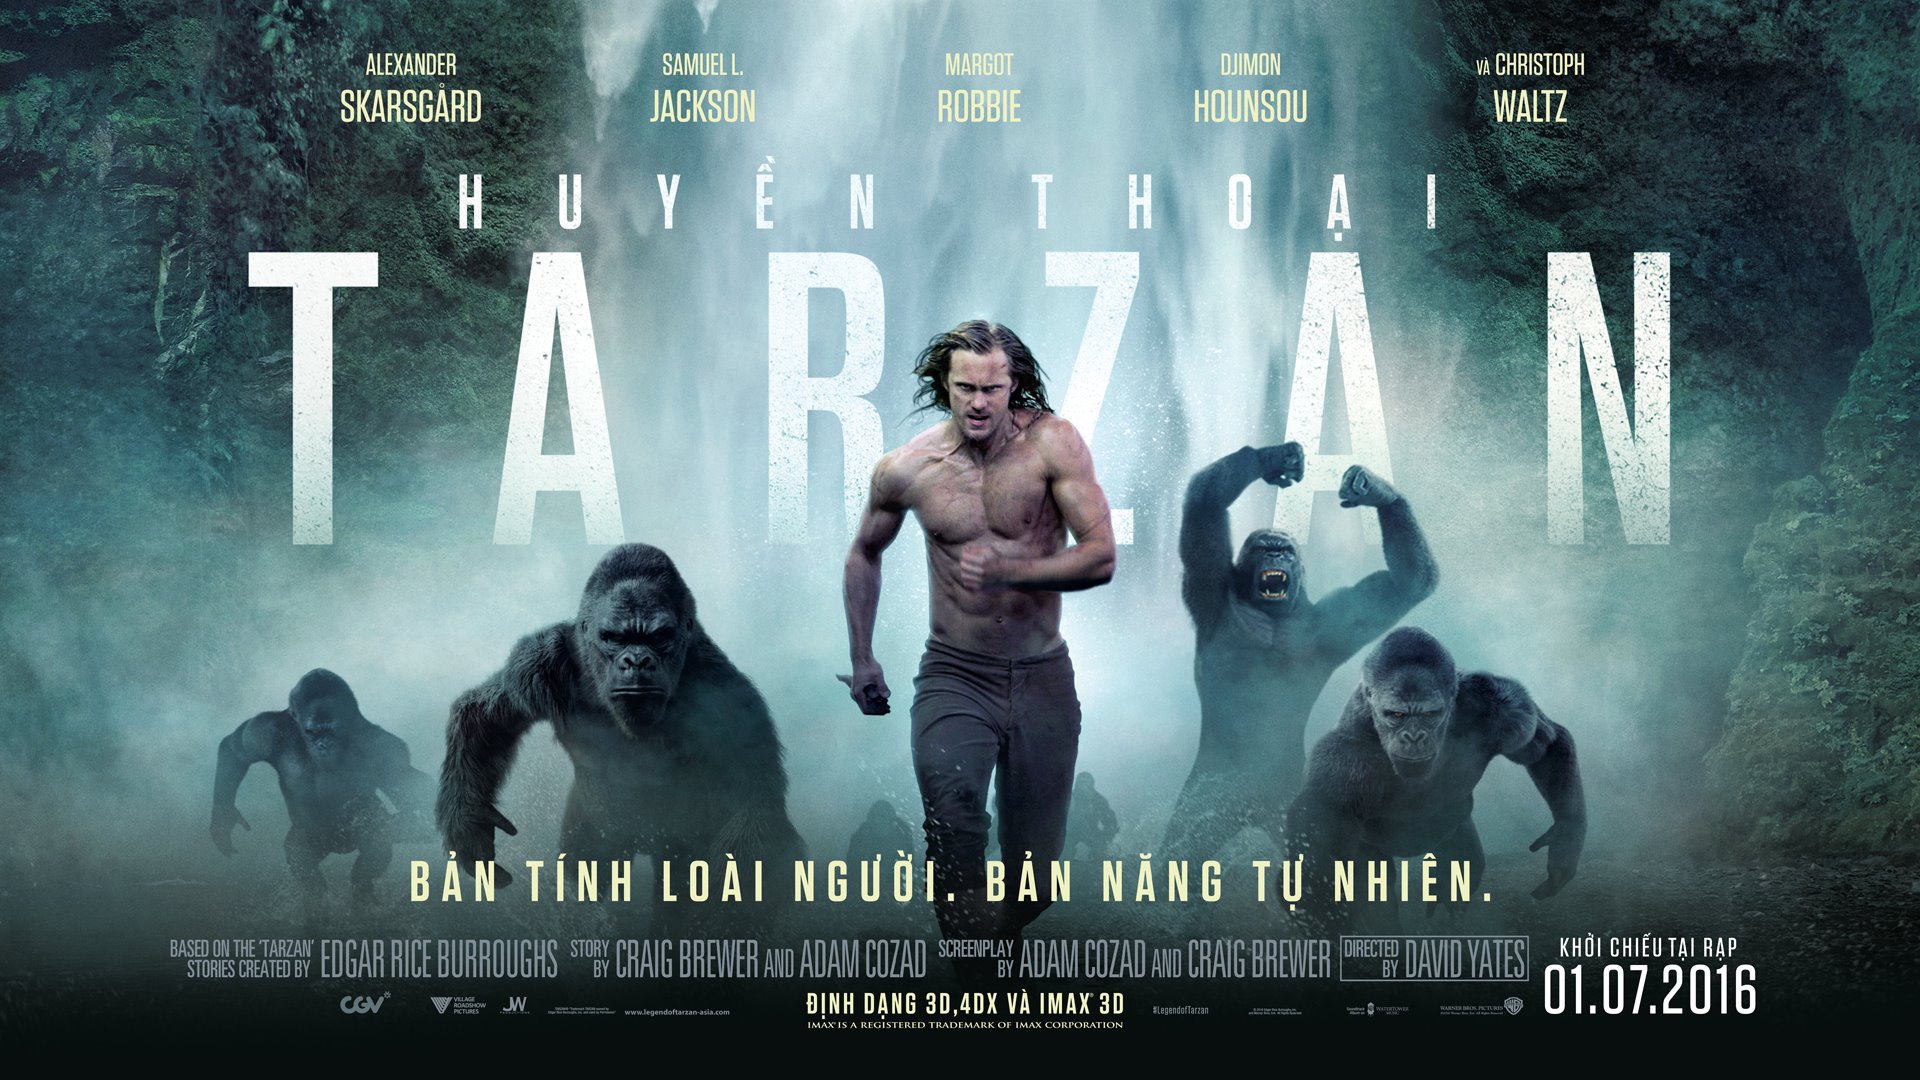 ALEXANDER
SKARSGÅRD
SAMUEL L.
JACKSON
MARGOT
ROBBIE
DJIMON
HOUNSOU
VÀ CHRISTOPH
WALTZ
HUYỀN THOẠI
TARZAN
BẢN TÍNH LOÀI NGƯỜI. BẢN NĂNG TỰ NHIÊN.
BASED ON THE 'TARZAN' STORIES CREATED BY EDGAR RICE BURROUGHS STORY BY CRAIG BREWER AND ADAM COZAD SCREENPLAY BY ADAM COZAD AND CRAIG BREWER DIRECTED BY DAVID YATES
KHỞI CHIẾU TẠI RẠP
01.07.2016
CGV
VILLAGE ROADSHOW PICTURES
JW
www.legendoftarzan-asia.com
ĐỊNH DẠNG 3D,4DX VÀ IMAX® 3D
IMAX® IS A REGISTERED TRADEMARK OF IMAX CORPORATION
#LegendofTarzan
WATERTOWER MUSIC
WARNER BROS. PICTURES